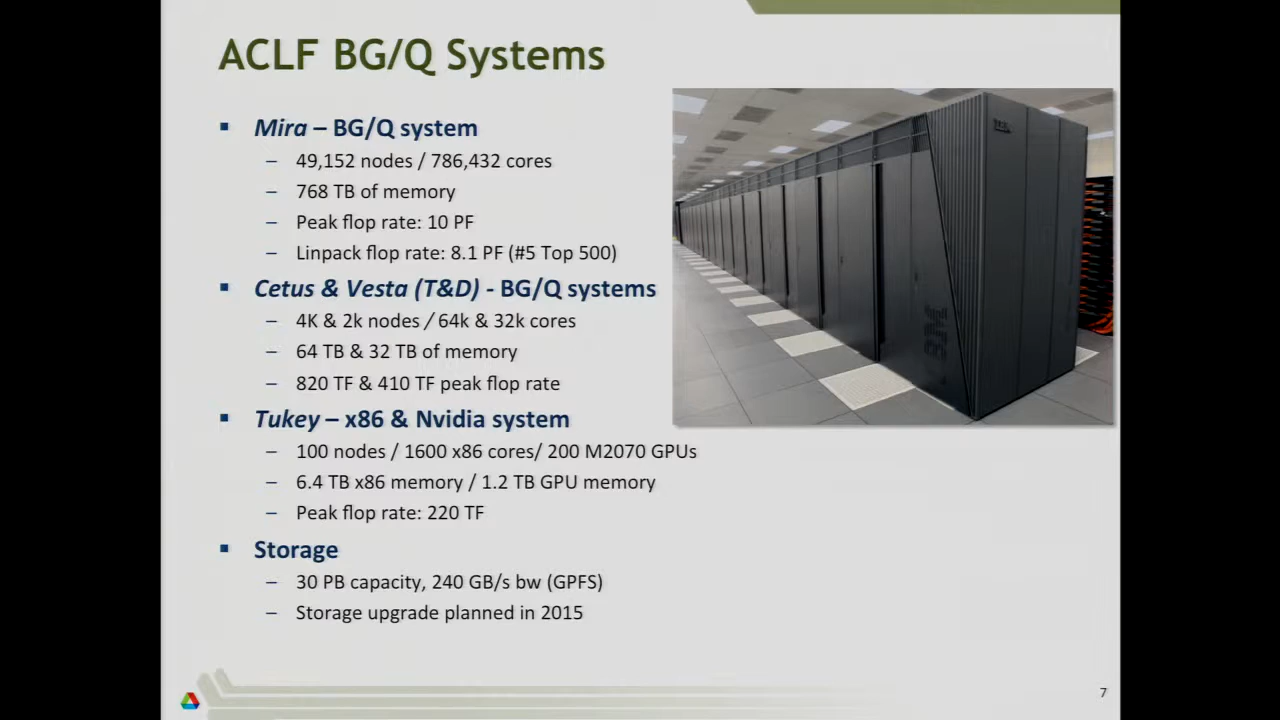 ACLF BG/Q Systems
▪ Mira – BG/Q system
– 49,152 nodes / 786,432 cores
– 768 TB of memory
– Peak flop rate: 10 PF
– Linpack flop rate: 8.1 PF (#5 Top 500)
▪ Cetus & Vesta (T&D) - BG/Q systems
– 4K & 2k nodes / 64k & 32k cores
– 64 TB & 32 TB of memory
– 820 TF & 410 TF peak flop rate
▪ Tukey – x86 & Nvidia system
– 100 nodes / 1600 x86 cores/ 200 M2070 GPUs
– 6.4 TB x86 memory / 1.2 TB GPU memory
– Peak flop rate: 220 TF
▪ Storage
– 30 PB capacity, 240 GB/s bw (GPFS)
– Storage upgrade planned in 2015
IBM
IBM
7